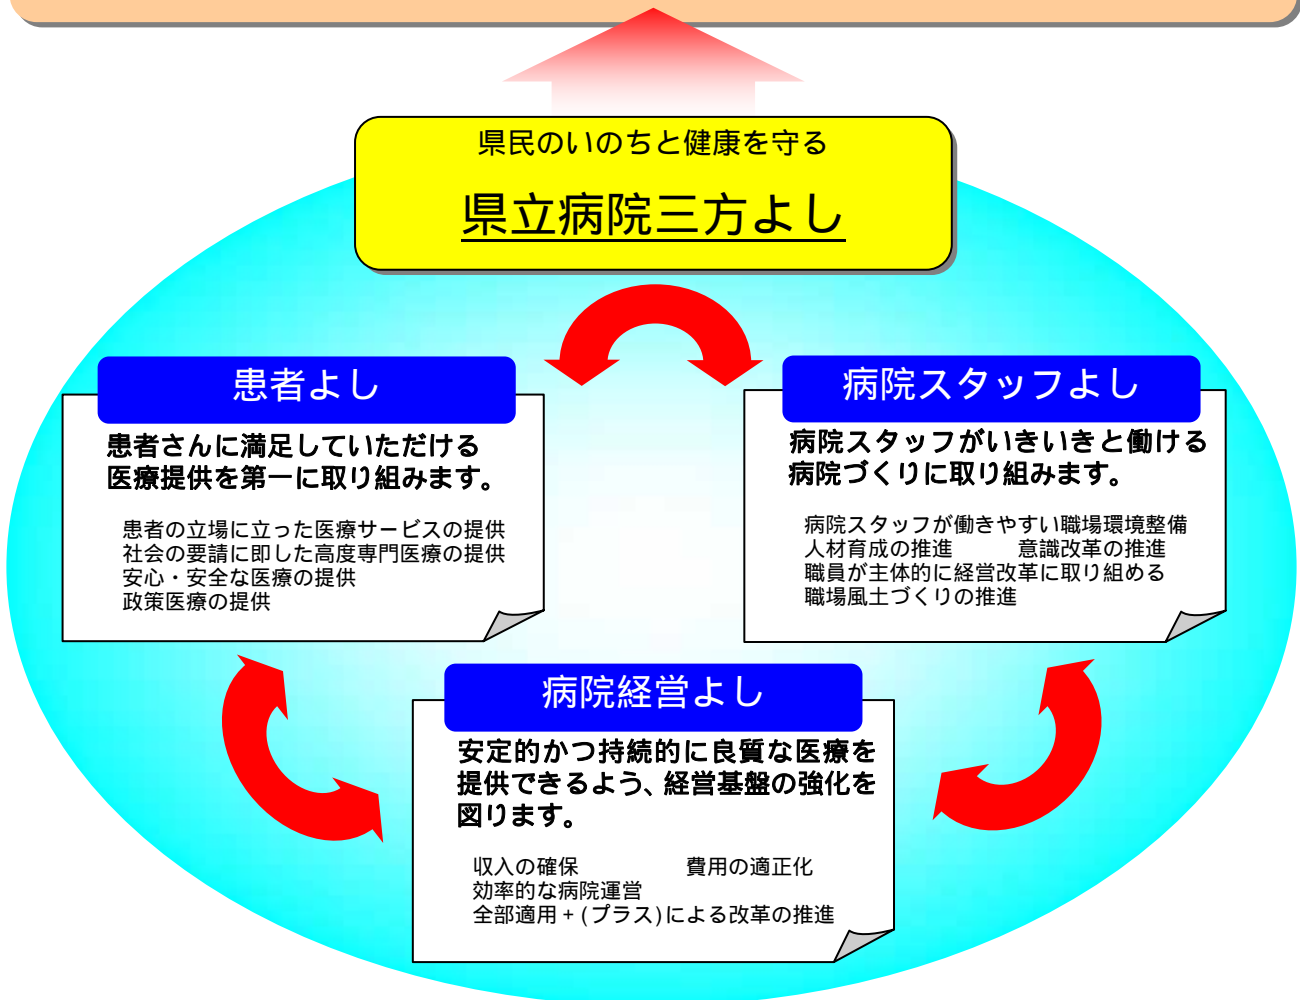 県民のいのちと健康を守る
県立病院三方よし
患者よし
患者さんに満足していただける
医療提供を第一に取り組みます。
患者の立場に立った医療サービスの提供
社会の要請に即した高度専門医療の提供
安心・安全な医療の提供
政策医療の提供
病院スタッフよし
病院スタッフがいきいきと働ける
病院づくりに取り組みます。
病院スタッフが働きやすい職場環境整備
人材育成の推進　　　意識改革の推進
職員が主体的に経営改革に取り組める
職場風土づくりの推進
病院経営よし
安定的かつ持続的に良質な医療を
提供できるよう、経営基盤の強化を
図ります。
収入の確保　　　　　費用の適正化
効率的な病院運営
全部適用+(プラス)による改革の推進